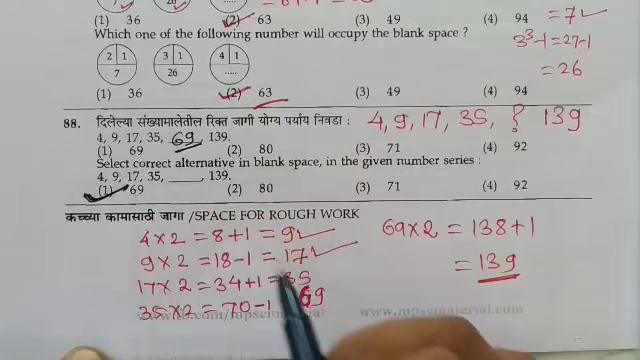 (1) 36 (2) 63 (3) 49 (4) 94
= 7
Which one of the following number will occupy the blank space ?
3³-1=27-1
= 26
2 1 7
3 1 26
4 1 .....
(1) 36 (2) 63 (3) 49 (4) 94
88. दिलेल्या संख्यामालेतील रिक्त जागी योग्य पर्याय निवडा :
4, 9, 17, 35, ? 139
4, 9, 17, 35, 69, 139.
(1) 69 (2) 80 (3) 71 (4) 92
Select correct alternative in blank space, in the given number series :
4, 9, 17, 35, ____, 139.
(1) 69 (2) 80 (3) 71 (4) 92
कच्च्या कामासाठी जागा /SPACE FOR ROUGH WORK
4 × 2 = 8+1 = 9
9 × 2 = 18-1 = 17
17 × 2 = 34+1 = 35
35 × 2 = 70-1 69
69×2 = 138+1
= 139